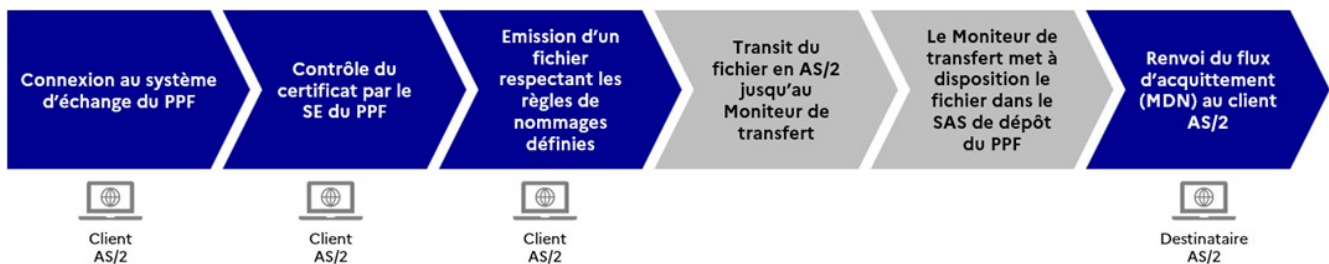 Connexion au système
d'échange du PPF
Contrôle du
certificat par le
SE du PPF
Emission d'un
fichier
respectant les
règles de
nommages
définies
Transit du
fichier en AS/2
jusqu'au
Moniteur de
transfert
Le Moniteur de
transfert met à
disposition le
fichier dans le
SAS de dépôt
du PPF
Renvoi du flux
d'acquittement
(MDN) au client
AS/2
Client
AS/2
Client
AS/2
Client
AS/2
Destinataire
AS/2